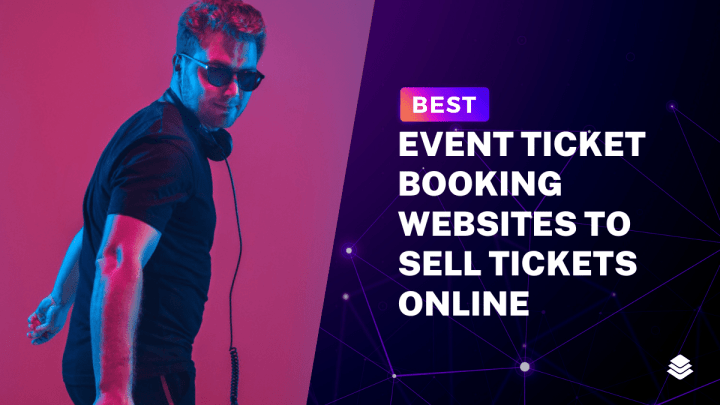 BEST
EVENT TICKET
BOOKING
WEBSITES TO
SELL TICKETS
ONLINE